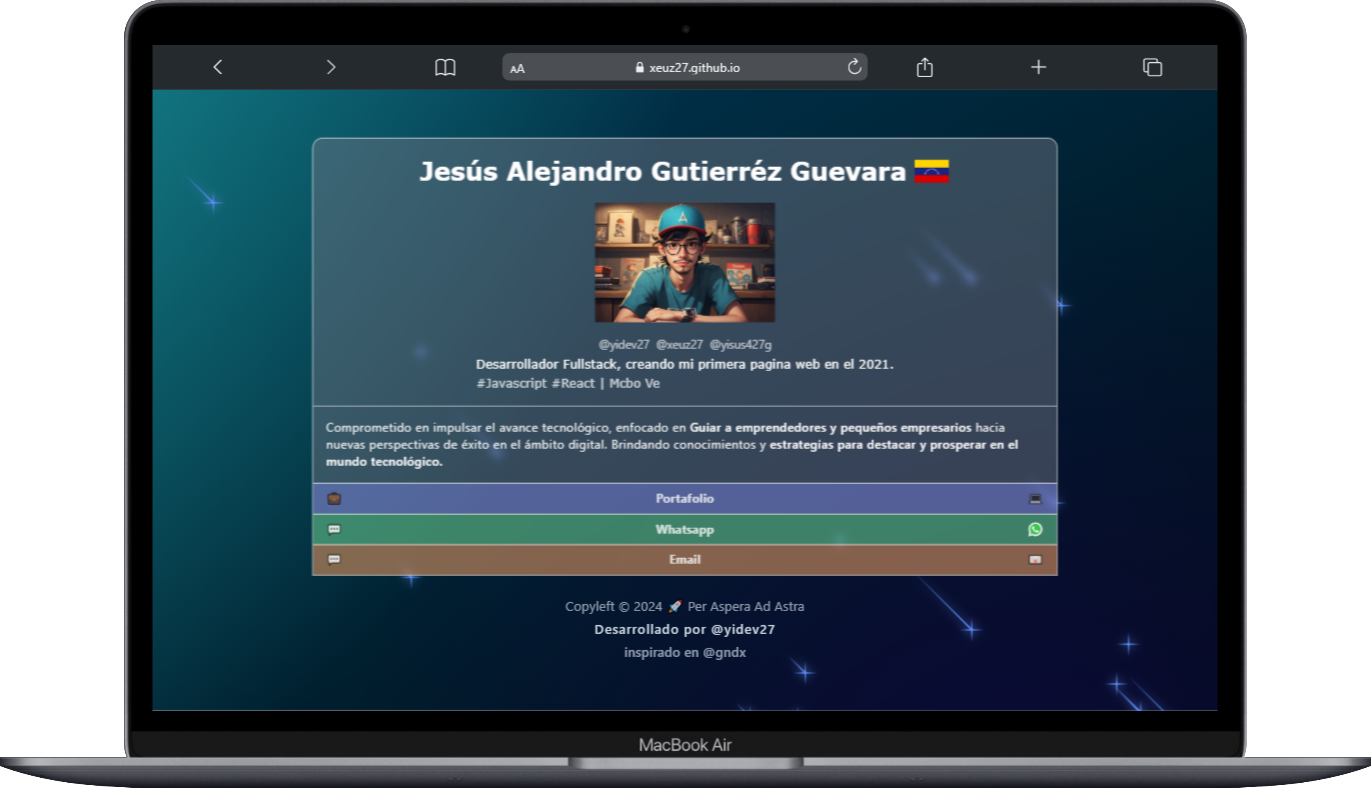 AA
xeuz27.github.io
Jesús Alejandro Gutierréz Guevara
A
@yidev27 @xeuz27 @yisus427g
Desarrollador Fullstack, creando mi primera pagina web en el 2021.
#Javascript #React | Mcbo Ve
Comprometido en impulsar el avance tecnológico, enfocado en Guiar a emprendedores y pequeños empresarios hacia
nuevas perspectivas de éxito en el ámbito digital. Brindando conocimientos y estrategias para destacar y prosperar en el
mundo tecnológico.
Portafolio
Whatsapp
Email
Copyleft © 2024 🚀 Per Aspera Ad Astra
Desarrollado por @yidev27
inspirado en @gndx
MacBook Air